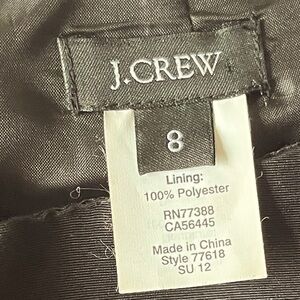 J.CREW
8
Lining:
100% Polyester
RN77388
CA56445
Made in China
Style 77618
SU 12